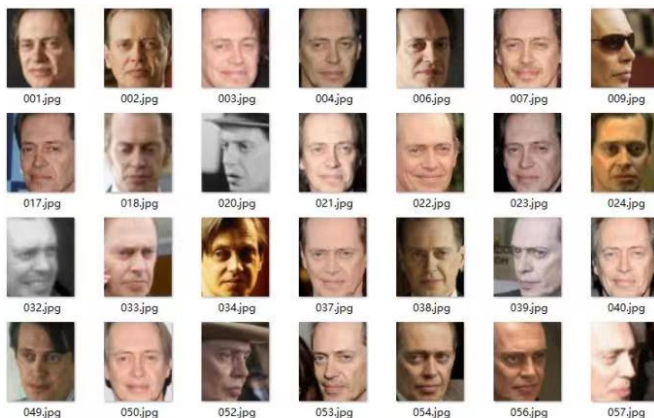 001.jpg 002.jpg 003.jpg 004.jpg 006.jpg 007.jpg 009.jpg
017.jpg 018.jpg 020.jpg 021.jpg 022.jpg 023.jpg 024.jpg
032.jpg 033.jpg 034.jpg 037.jpg 038.jpg 039.jpg 040.jpg
049.jpg 050.jpg 052.jpg 053.jpg 054.jpg 056.jpg 057.jpg